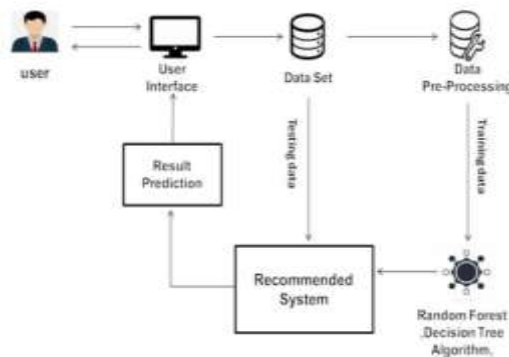 user
User
Interface
Data Set
Data
Pre-Processing
Testing data
Training data
Result
Prediction
Recommended
System
Random Forest
,Decision Tree
Algorithm,